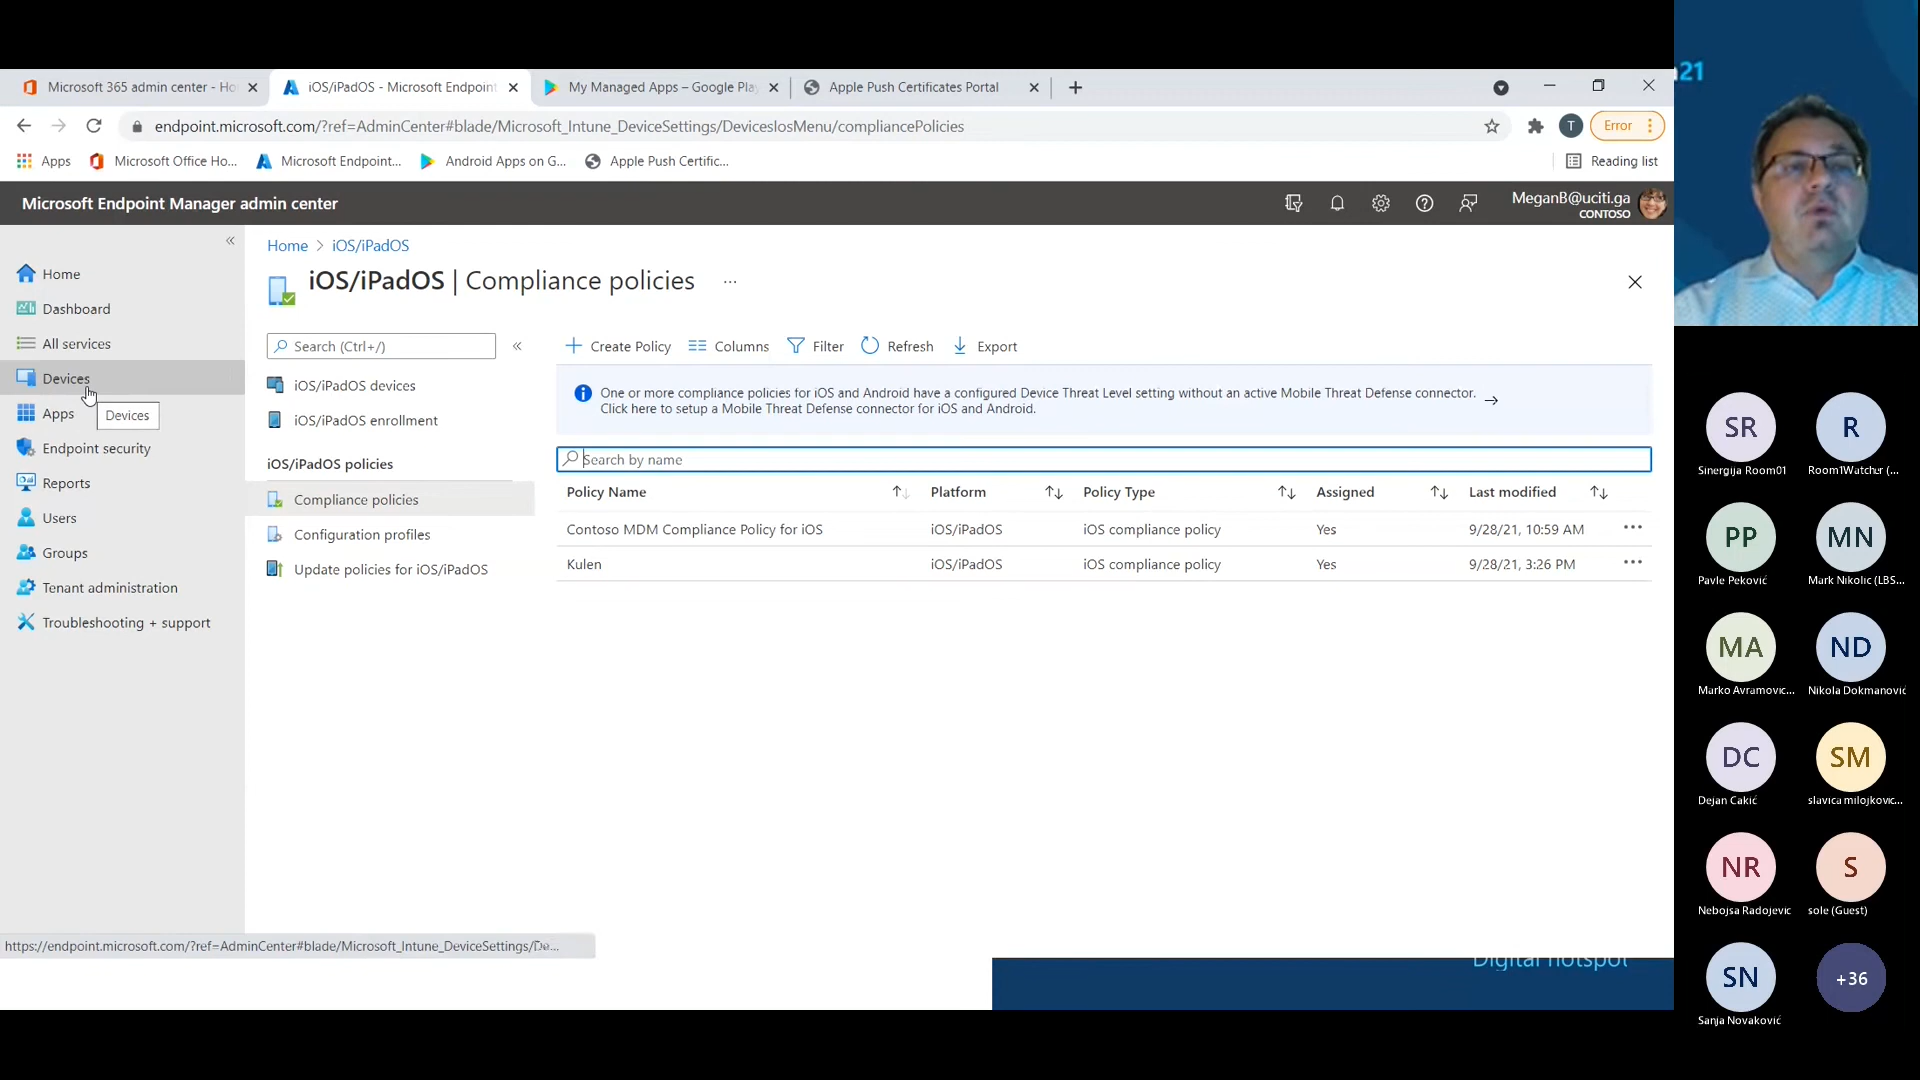 Microsoft 365 admin center - Ho
iOS/iPadOS - Microsoft Endpoint
My Managed Apps – Google Pla
Apple Push Certificates Portal
endpoint.microsoft.com/?ref=AdminCenter#blade/Microsoft_Intune_DeviceSettings/DevicesIosMenu/compliancePolicies
T
Error
Apps
Microsoft Office Ho...
Microsoft Endpoint...
Android Apps on G...
Apple Push Certific...
Reading list
Microsoft Endpoint Manager admin center
MeganB@uciti.ga
CONTOSO
Home
Dashboard
All services
Devices
Apps
Devices
Endpoint security
Reports
Users
Groups
Tenant administration
Troubleshooting + support
Home > iOS/iPadOS
iOS/iPadOS | Compliance policies
...
Search (Ctrl+/)
iOS/iPadOS devices
iOS/iPadOS enrollment
iOS/iPadOS policies
Compliance policies
Configuration profiles
Update policies for iOS/iPadOS
Create Policy
Columns
Filter
Refresh
Export
One or more compliance policies for iOS and Android have a configured Device Threat Level setting without an active Mobile Threat Defense connector.
Click here to setup a Mobile Threat Defense connector for iOS and Android.
Search by name
Policy Name Platform Policy Type Assigned Last modified
Contoso MDM Compliance Policy for iOS iOS/iPadOS iOS compliance policy Yes 9/28/21, 10:59 AM
Kulen iOS/iPadOS iOS compliance policy Yes 9/28/21, 3:26 PM
https://endpoint.microsoft.com/?ref=AdminCenter#blade/Microsoft_Intune_DeviceSettings/De...
Digital hotspot
21
SR
Sinergija Room01
R
Room1Watcher (...
PP
Pavle Peković
MN
Mark Nikolic (LBS...
MA
Marko Avramovic...
ND
Nikola Dokmanović
DC
Dejan Cakić
SM
slavica milojkovic...
NR
Nebojsa Radojevic
S
sole (Guest)
SN
Sanja Novaković
+36